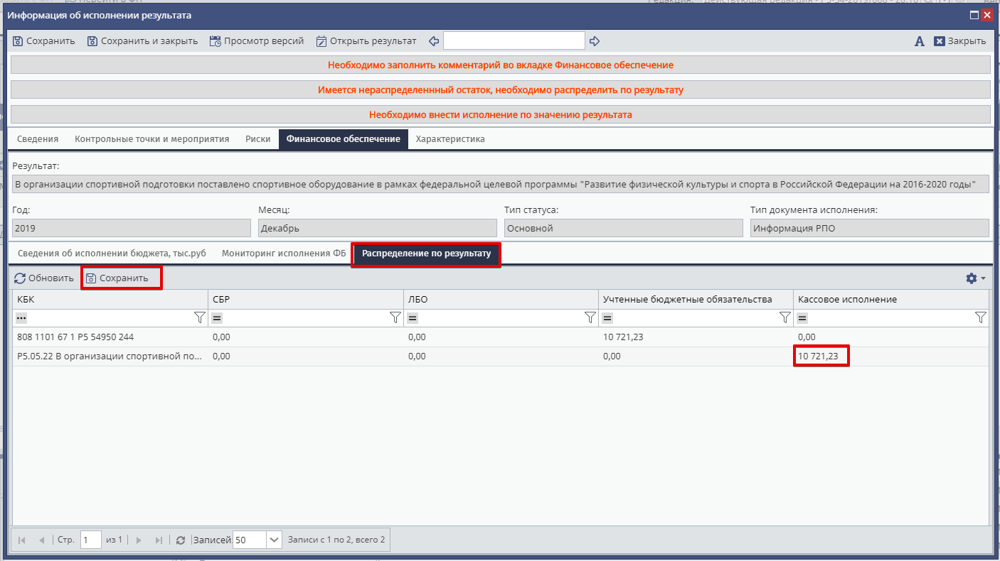 Информация об исполнении результата
Сохранить Сохранить и закрыть Просмотр версий Открыть результат A Закрыть
Необходимо заполнить комментарий во вкладке Финансовое обеспечение
Имеется нераспределеннный остаток, необходимо распределить по результату
Необходимо внести исполнение по значению результата
Сведения Контрольные точки и мероприятия Риски Финансовое обеспечение Характеристика
Результат:
В организации спортивной подготовки поставлено спортивное оборудование в рамках федеральной целевой программы "Развитие физической культуры и спорта в Российской Федерации на 2016-2020 годы"
Год: Месяц: Тип статуса: Тип документа исполнения:
2019 Декабрь Основной Информация РПО
Сведения об исполнении бюджета, тыс.руб Мониторинг исполнения ФБ Распределение по результату
Обновить Сохранить
КБК СБР ЛБО Учтенные бюджетные обязательства Кассовое исполнение
... = = = =
808 1101 67 1 P5 54950 244 0,00 0,00 10 721,23 0,00
P5.05.22 В организации спортивной по... 0,00 0,00 0,00 10 721,23
Стр. 1 из 1 Записей: 50 Записи с 1 по 2, всего 2